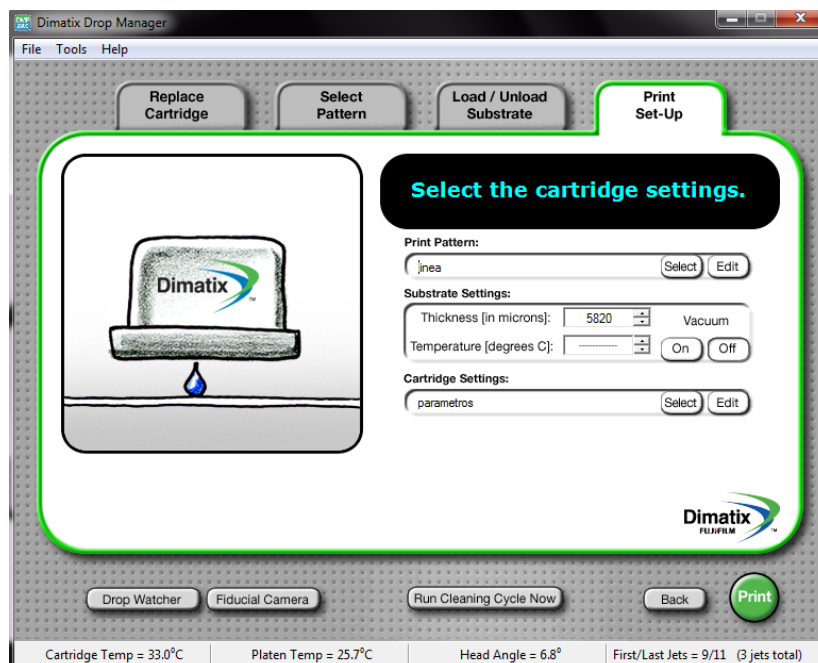 Dimatix Drop Manager
File Tools Help
Replace Cartridge
Select Pattern
Load / Unload Substrate
Print Set-Up
Dimatix
TM
Select the cartridge settings.
Print Pattern:
linea
Select Edit
Substrate Settings:
Thickness [in microns]: 5820
Vacuum
Temperature [degrees C]: ------------
On Off
Cartridge Settings:
parametros
Select Edit
Dimatix
FUJIFILM
TM
Drop Watcher
Fiducial Camera
Run Cleaning Cycle Now
Back
Print
Cartridge Temp = 33.0°C
Platen Temp = 25.7°C
Head Angle = 6.8°
First/Last Jets = 9/11 (3 jets total)